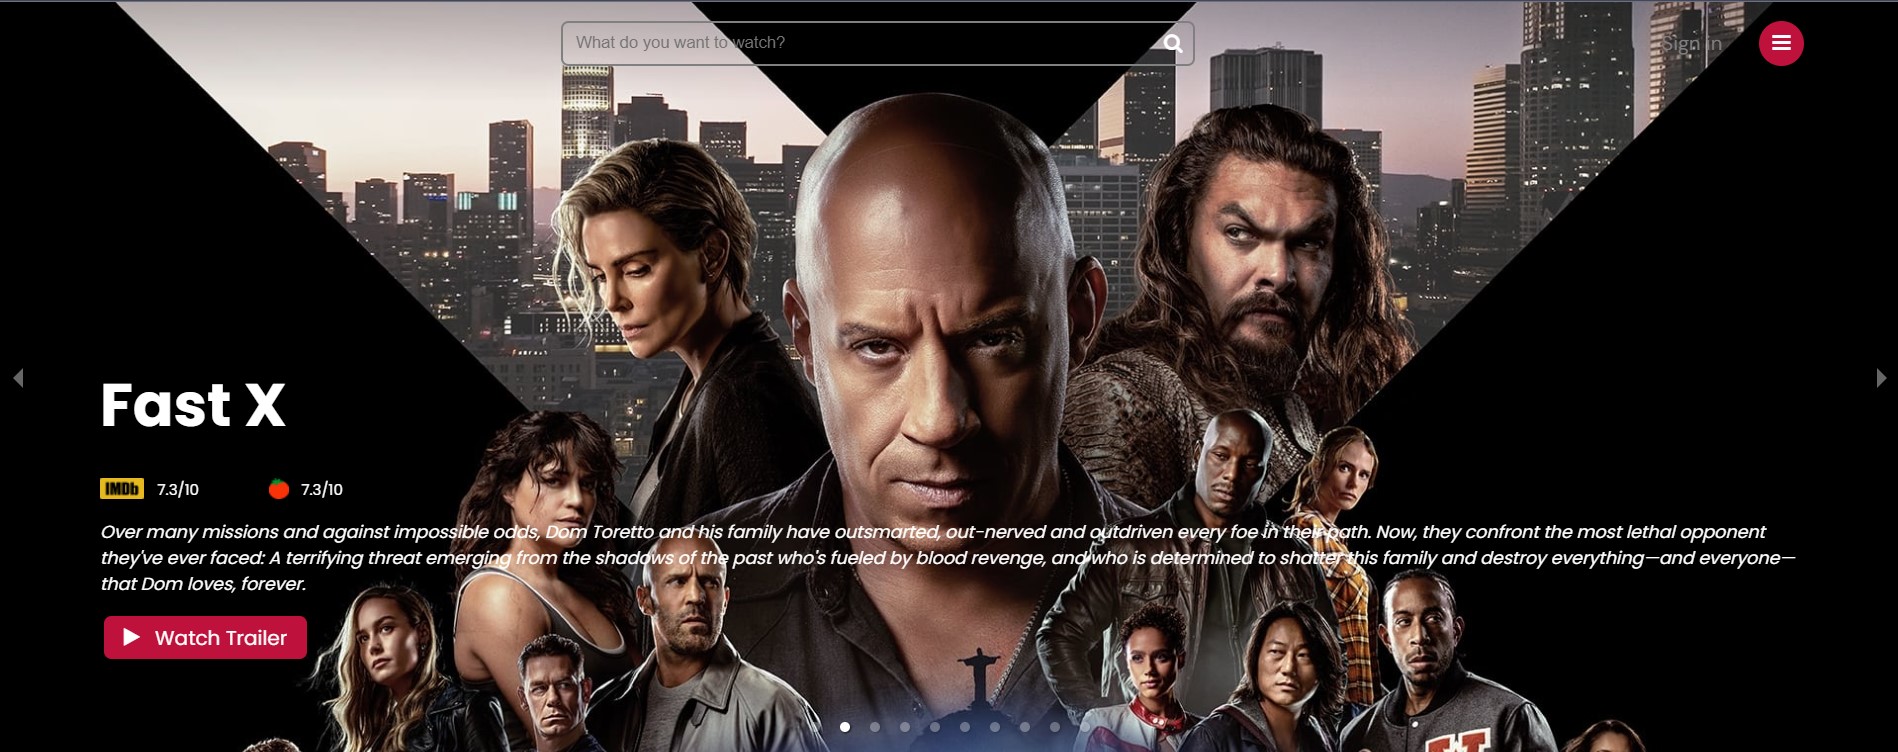 What do you want to watch?
Sign in
Fast X
IMDb 7.3/10 7.3/10
Over many missions and against impossible odds, Dom Toretto and his family have outsmarted, out-nerved and outdriven every foe in their path. Now, they confront the most lethal opponent
they've ever faced: A terrifying threat emerging from the shadows of the past who's fueled by blood revenge, and who is determined to shatter this family and destroy everything—and everyone—
that Dom loves, forever.
Watch Trailer